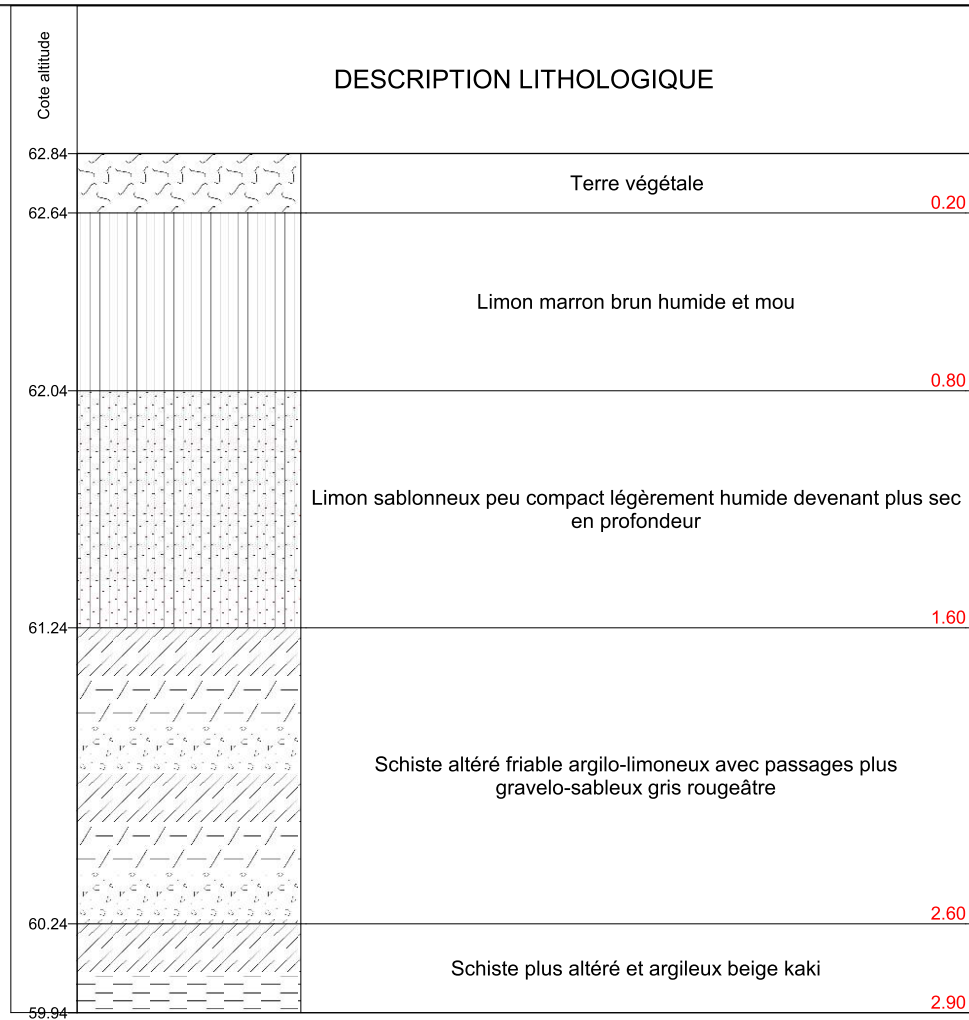 Cote altitude
DESCRIPTION LITHOLOGIQUE
62.84
Terre végétale
0.20
62.64
Limon marron brun humide et mou
0.80
62.04
Limon sablonneux peu compact légèrement humide devenant plus sec
en profondeur
1.60
61.24
Schiste altéré friable argilo-limoneux avec passages plus
gravelo-sableux gris rougeâtre
2.60
60.24
Schiste plus altéré et argileux beige kaki
2.90
59.94